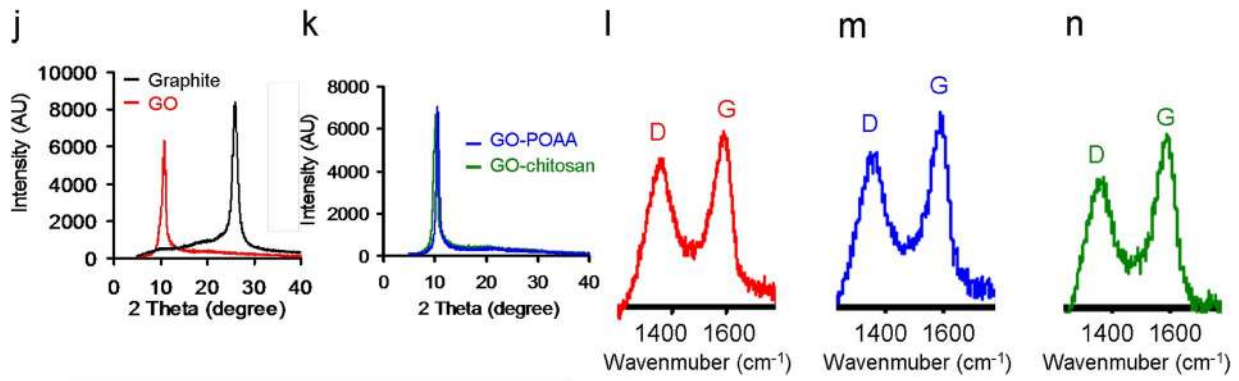 j
Intensity (AU)
10000
8000
6000
4000
2000
0
Graphite
GO
0
10
20
30
40
2 Theta (degree)
k
Intensity (AU)
8000
6000
4000
2000
0
GO-POAA
GO-chitosan
0
10
20
30
40
2 Theta (degree)
l
D
G
1400 1600
Wavenmuber (cm⁻¹)
m
D
G
1400 1600
Wavenmuber (cm⁻¹)
n
D
G
1400 1600
Wavenmuber (cm⁻¹)